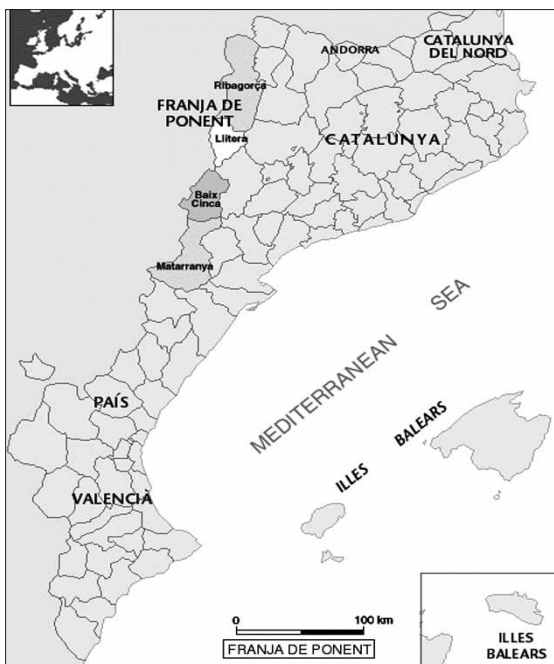 ANDORRA
CATALUNYA
DEL NORD
Ribagorça
FRANJA DE
PONENT
Llitera
CATALUNYA
Baix
Cinca
Matarranya
MEDITERRANEAN SEA
PAÍS
VALENCIÀ
ILLES BALEARS
0 100 km
FRANJA DE PONENT
ILLES
BALEARS